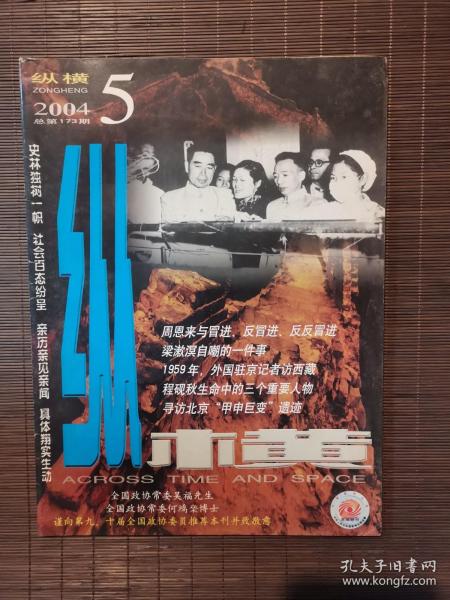 纵横
ZONGHENG
2004 5
总第173期
史林独树一帜 社会百态纷呈 亲历亲见亲闻 具体翔实生动
纵横
周恩来与冒进、反冒进、反反冒进
梁漱溟自嘲的一件事
1959年，外国驻京记者访西藏
程砚秋生命中的三个重要人物
寻访北京“甲申巨变”遗迹
ACROSS TIME AND SPACE
全国政协常委吴福先生
全国政协常委何鸿燊博士
谨向第九、十届全国政协委员推荐本刊并致敬意
孔夫子旧书网
book.kongfz.com